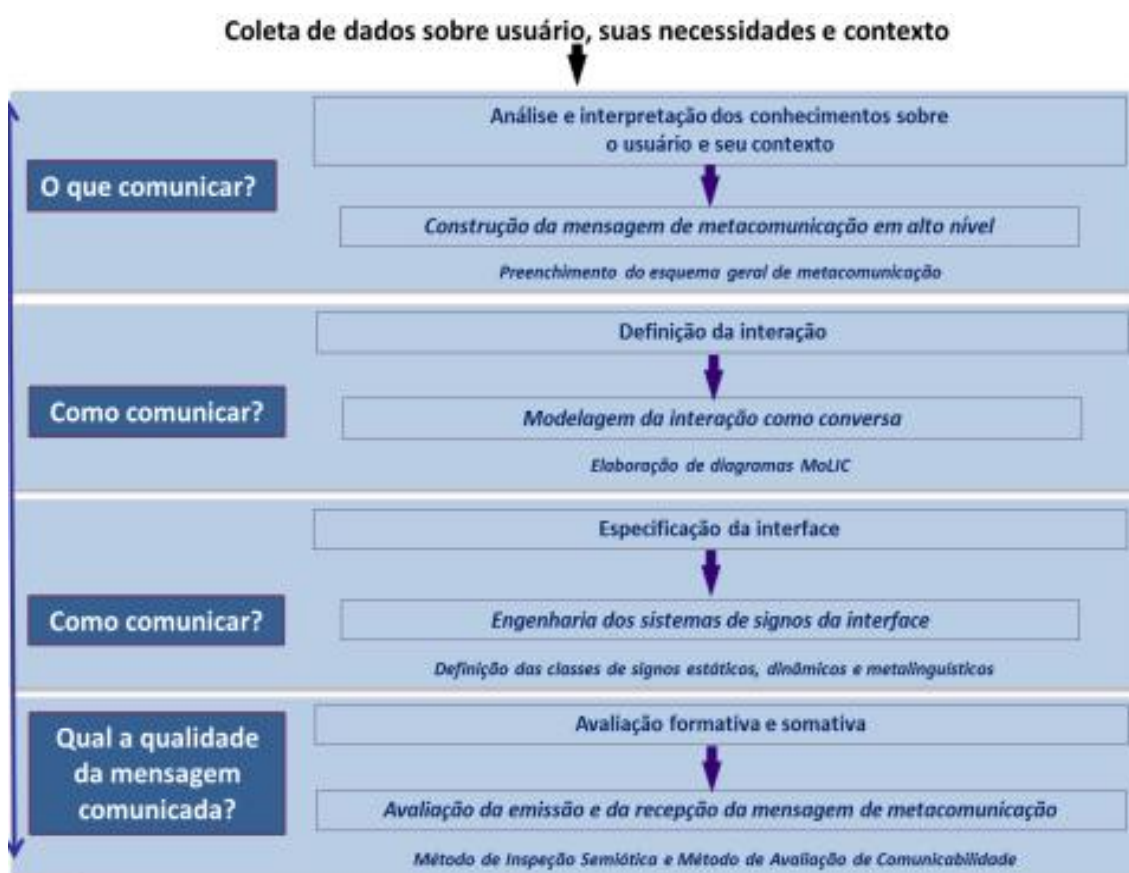 Coleta de dados sobre usuário, suas necessidades e contexto
O que comunicar?
Análise e interpretação dos conhecimentos sobre
o usuário e seu contexto
Construção da mensagem de metacomunicação em alto nível
Preenchimento do esquema geral de metacomunicação
Como comunicar?
Definição da interação
Modelagem da interação como conversa
Elaboração de diagramas MoLIC
Como comunicar?
Especificação da interface
Engenharia dos sistemas de signos da interface
Definição das classes de signos estáticos, dinâmicos e metalinguísticos
Qual a qualidade
da mensagem
comunicada?
Avaliação formativa e somativa
Avaliação da emissão e da recepção da mensagem de metacomunicação
Método de Inspeção Semiótica e Método de Avaliação de Comunicabilidade